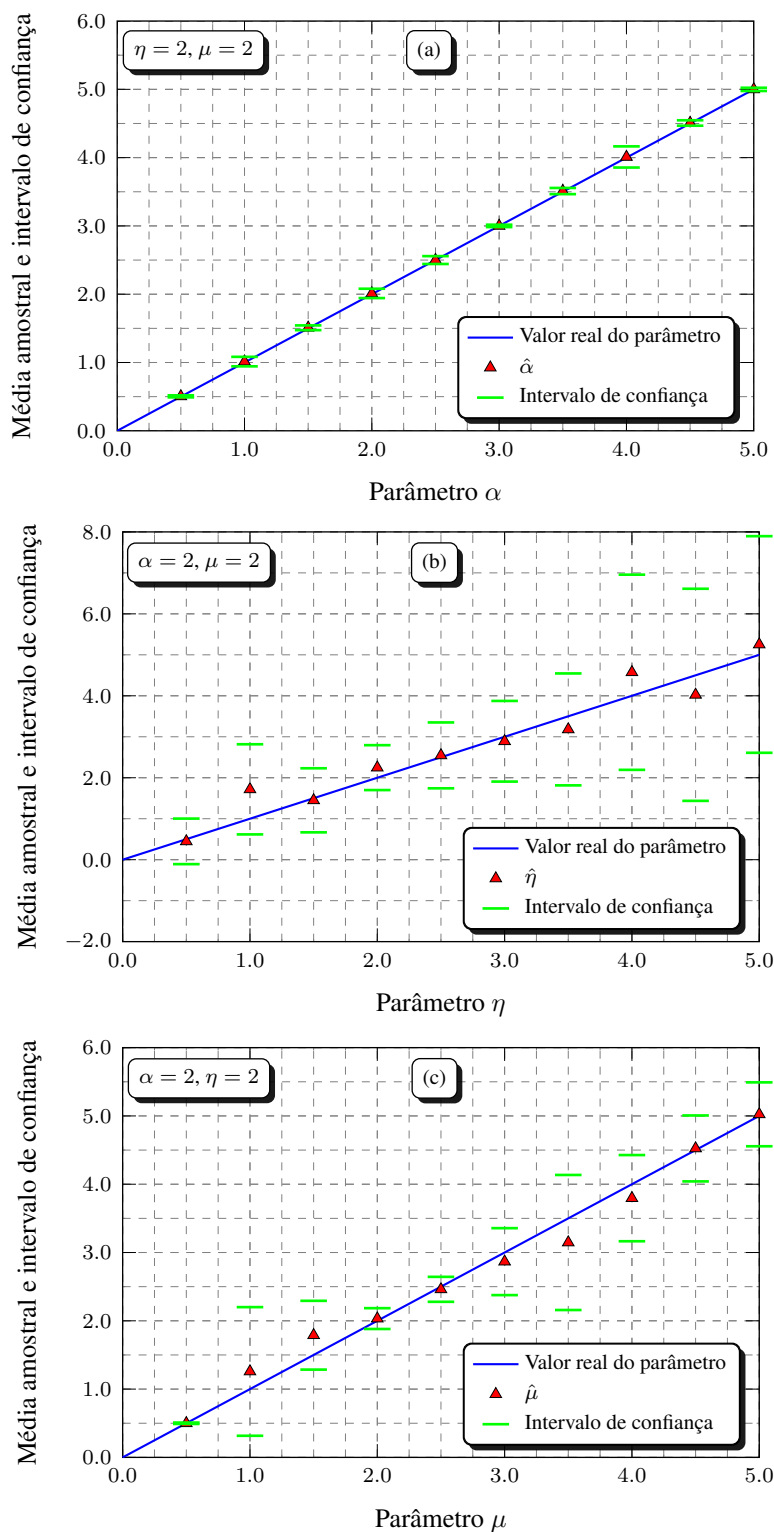 Média amostral e intervalo de confiança
6.0
5.0
4.0
3.0
2.0
1.0
0.0
η = 2, μ = 2
(a)
Valor real do parâmetro
α̂
Intervalo de confiança
0.0 1.0 2.0 3.0 4.0 5.0
Parâmetro α
Média amostral e intervalo de confiança
8.0
6.0
4.0
2.0
0.0
−2.0
α = 2, μ = 2
(b)
Valor real do parâmetro
η̂
Intervalo de confiança
0.0 1.0 2.0 3.0 4.0 5.0
Parâmetro η
Média amostral e intervalo de confiança
6.0
5.0
4.0
3.0
2.0
1.0
0.0
α = 2, η = 2
(c)
Valor real do parâmetro
μ̂
Intervalo de confiança
0.0 1.0 2.0 3.0 4.0 5.0
Parâmetro μ